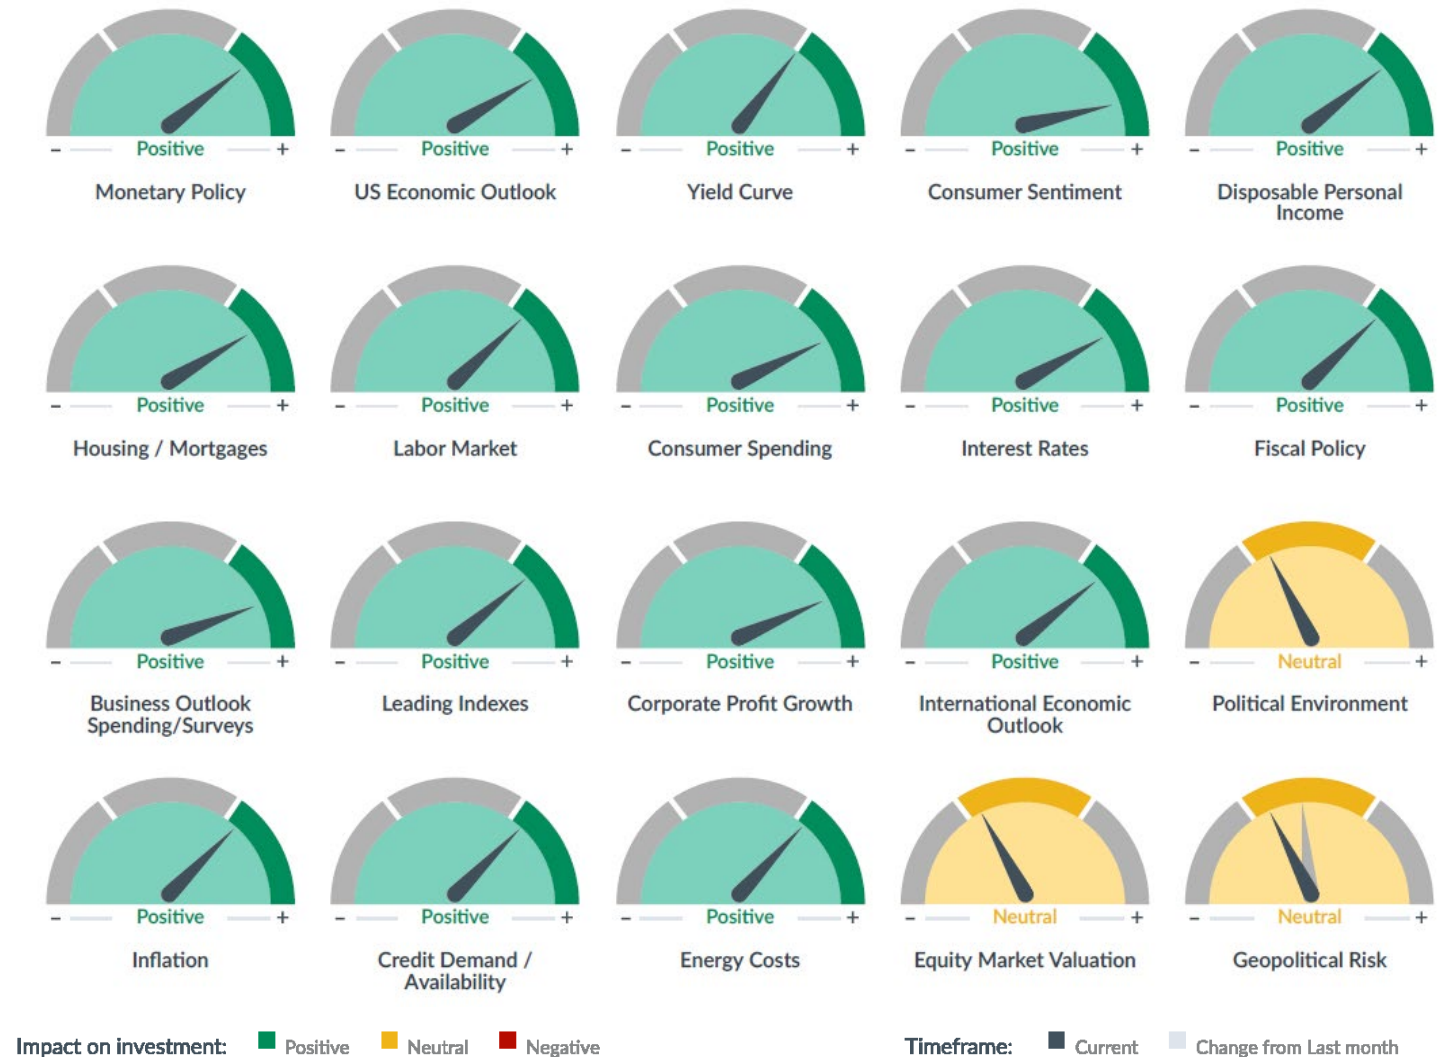 - Positive + - Positive + - Positive + - Positive + - Positive +
Monetary Policy US Economic Outlook Yield Curve Consumer Sentiment Disposable Personal
Income
- Positive + - Positive + - Positive + - Positive + - Positive +
Housing / Mortgages Labor Market Consumer Spending Interest Rates Fiscal Policy
- Positive + - Positive + - Positive + - Positive + - Neutral +
Business Outlook Leading Indexes Corporate Profit Growth International Economic Political Environment
Spending/Surveys Outlook
- Positive + - Positive + - Positive + - Neutral + - Neutral +
Inflation Credit Demand / Energy Costs Equity Market Valuation Geopolitical Risk
Availability
Impact on investment: Positive Neutral Negative Timeframe: Current Change from Last month